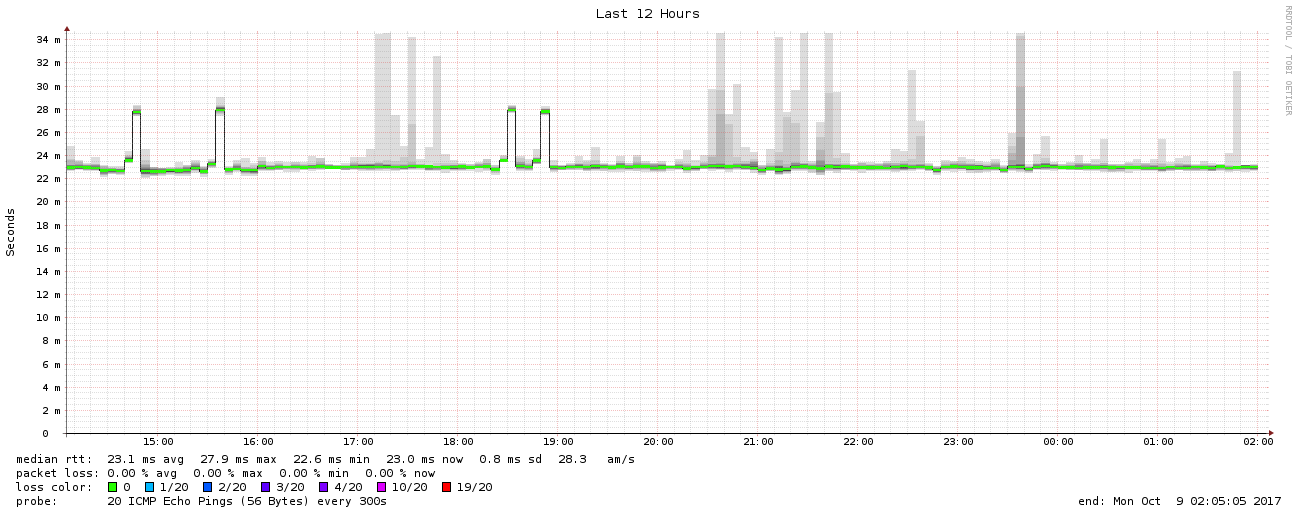 Last 12 Hours
RRDTOOL / TOBI OETIKER
34 m
32 m
30 m
28 m
26 m
24 m
22 m
20 m
18 m
16 m
14 m
12 m
10 m
8 m
6 m
4 m
2 m
0
Seconds
15:00 16:00 17:00 18:00 19:00 20:00 21:00 22:00 23:00 00:00 01:00 02:00
median rtt: 23.1 ms avg 27.9 ms max 22.6 ms min 23.0 ms now 0.8 ms sd 28.3 am/s
packet loss: 0.00 % avg 0.00 % max 0.00 % min 0.00 % now
loss color: 0 1/20 2/20 3/20 4/20 10/20 19/20
probe: 20 ICMP Echo Pings (56 Bytes) every 300s end: Mon Oct 9 02:05:05 2017